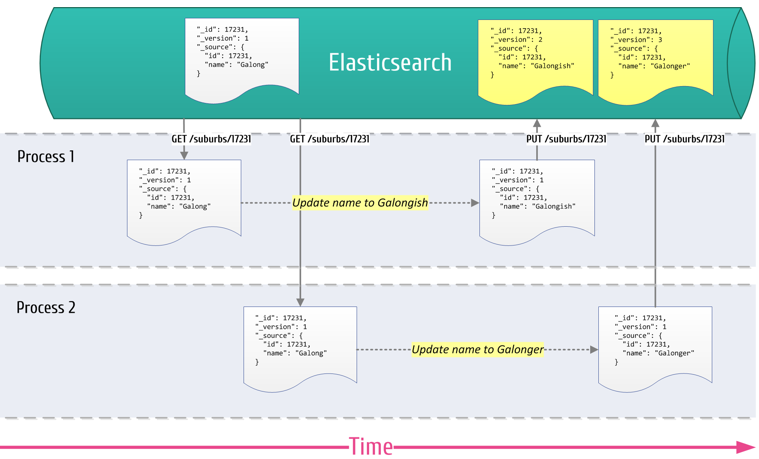 "_id": 17231,
"_version": 1
"_source": {
"id": 17231,
"name": "Galong"
}
Elasticsearch
"_id": 17231,
"_version": 2
"_source": {
"id": 17231,
"name": "Galongish"
}
"_id": 17231,
"_version": 3
"_source": {
"id": 17231,
"name": "Galonger"
}
GET /suburbs/17231
GET /suburbs/17231
PUT /suburbs/17231
PUT /suburbs/17231
Process 1
"_id": 17231,
"_version": 1
"_source": {
"id": 17231,
"name": "Galong"
}
Update name to Galongish
"_id": 17231,
"_version": 1
"_source": {
"id": 17231,
"name": "Galongish"
}
Process 2
"_id": 17231,
"_version": 1
"_source": {
"id": 17231,
"name": "Galong"
}
Update name to Galonger
"_id": 17231,
"_version": 1
"_source": {
"id": 17231,
"name": "Galonger"
}
Time